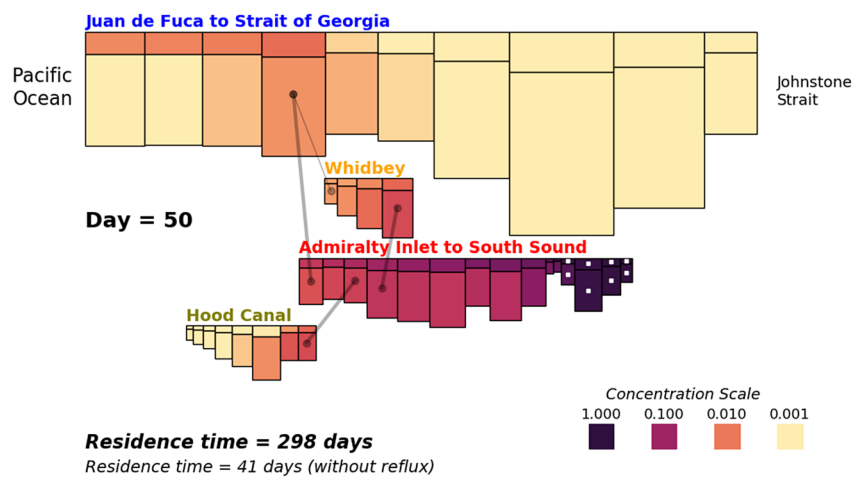 Juan de Fuca to Strait of Georgia
Pacific
Ocean
Johnstone
Strait
Whidbey
Day = 50
Admiralty Inlet to South Sound
Hood Canal
Concentration Scale
1.000 0.100 0.010 0.001
Residence time = 298 days
Residence time = 41 days (without reflux)